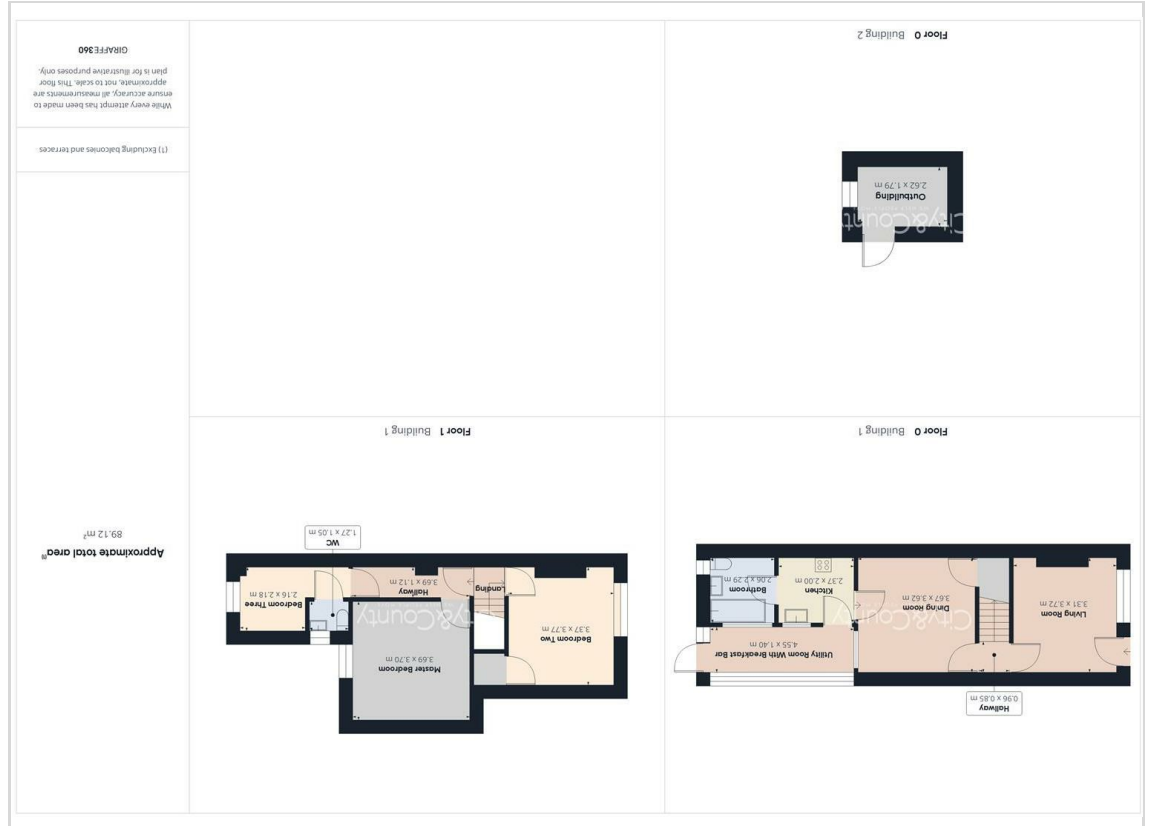 Hallway
0.96 x 0.85 m
Living Room
3.31 x 3.72 m
Dining Room
3.67 x 3.62 m
Utility Room With Breakfast Bar
4.55 x 1.40 m
Kitchen
2.37 x 2.00 m
Bathroom
2.06 x 2.29 m
City&County
Floor 0 Building 1
Master Bedroom
3.69 x 3.70 m
Bedroom Two
3.37 x 3.77 m
Landing
Hallway
3.69 x 1.12 m
Bedroom Three
2.16 x 2.18 m
WC
1.27 x 1.05 m
City&County
Floor 1 Building 1
Approximate total area⁽¹⁾
89.12 m²
City&County
Outbuilding
2.62 x 1.79 m
Floor 0 Building 2
(1) Excluding balconies and terraces
While every attempt has been made to
ensure accuracy, all measurements are
approximate, not to scale. This floor
plan is for illustrative purposes only.
GIRAFFE360